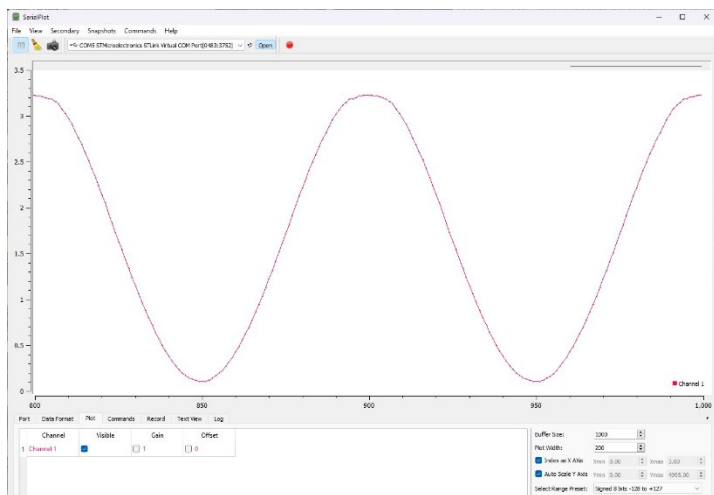 SerialPlot
File View Secondary Snapshots Commands Help
COM5 STMicroelectronics STLink Virtual COM Port[0483:3752] Open
3.5
3
2.5
2
1.5
1
0.5
0
Channel 1
800 850 900 950 1,000
Port Data Format Plot Commands Record Text View Log
Channel Visible Gain Offset
1 Channel 1 1 0
Buffer Size: 1000
Plot Width: 200
Index as X AXis Xmin 0.00 Xmax
Auto Scale Y Axis Ymin 0.00 Ymax 4095.00
Select Range Preset: Signed 8 bits -128 to +127